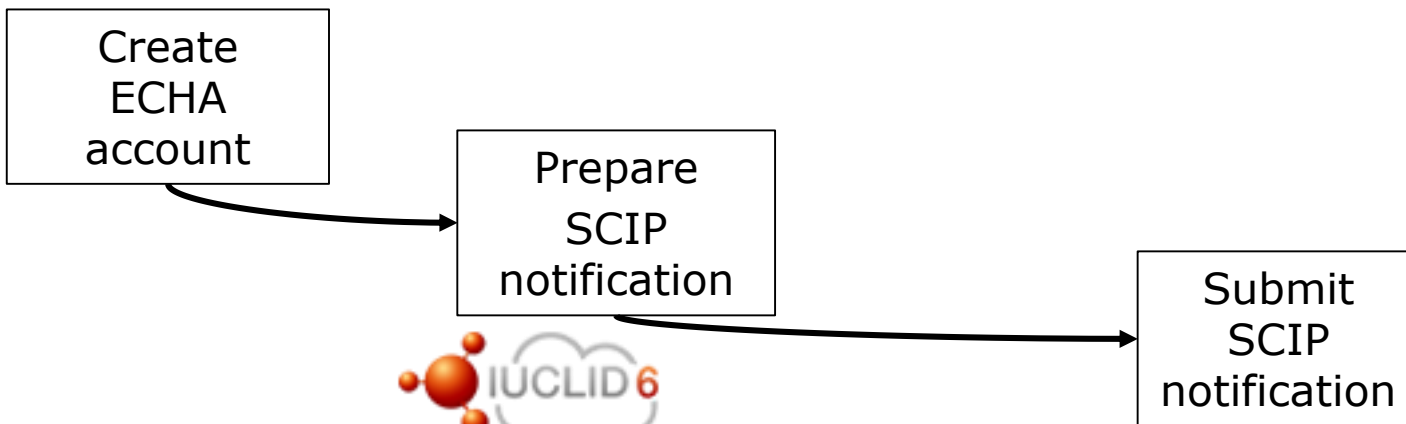 Create
ECHA
account
Prepare
SCIP
notification
IUCLID 6
Submit
SCIP
notification